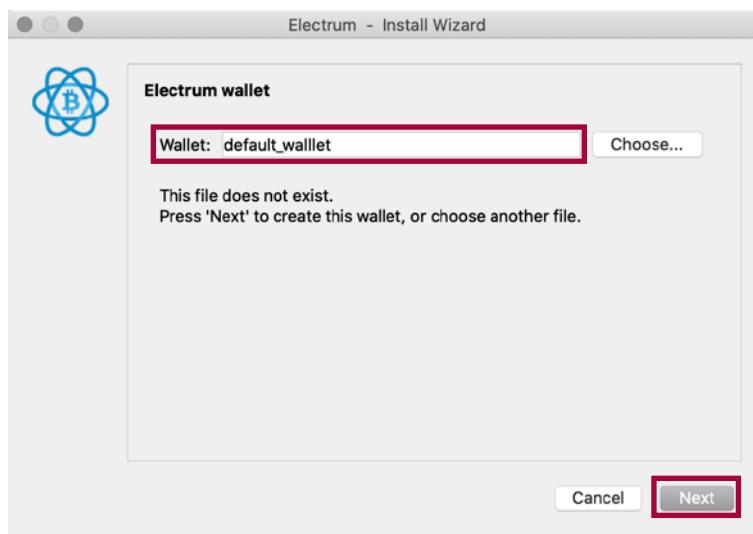 Electrum - Install Wizard
Electrum wallet
Wallet: default_walllet Choose...
This file does not exist.
Press 'Next' to create this wallet, or choose another file.
Cancel Next